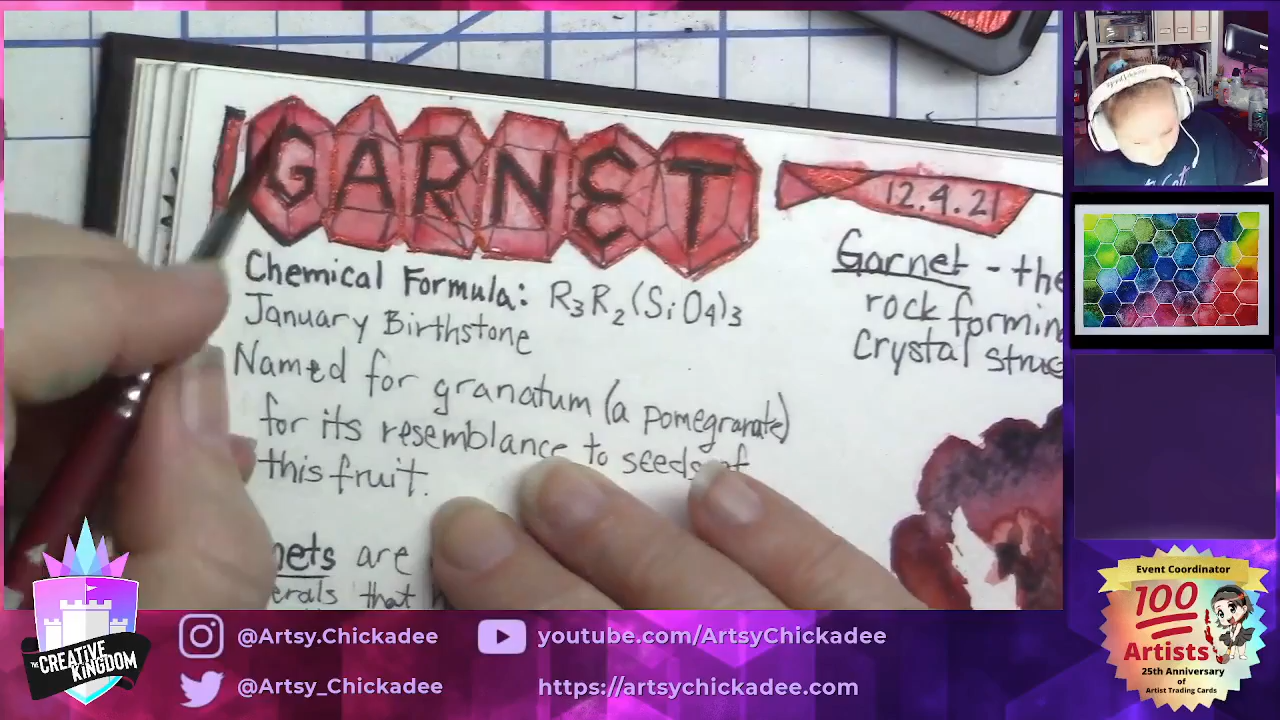 GARNET
12.4.21
Chemical Formula: R3R2(SiO4)3
January Birthstone
Named for granatum (a pomegranate)
for its resemblance to seeds of
this fruit.
Garnet - the
rock formin
Crystal struc
nets are
erals that
THE CREATIVE KINGDOM
@Artsy.Chickadee
youtube.com/ArtsyChickadee
@Artsy_Chickadee
https://artsychickadee.com
Event Coordinator
100
Artists
25th Anniversary
of
Artist Trading Cards